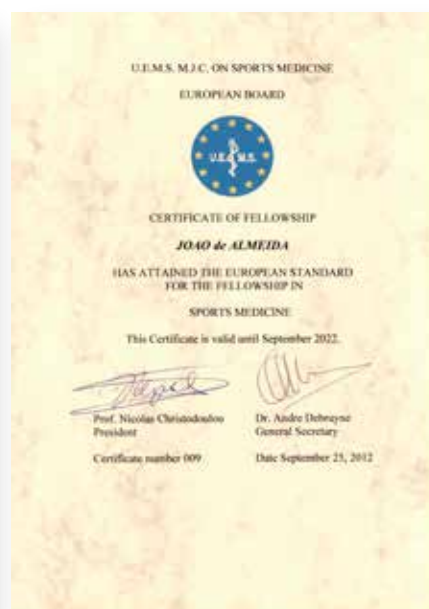 U.E.M.S. M.J.C. ON SPORTS MEDICINE
EUROPEAN BOARD
U.E.M.S.
CERTIFICATE OF FELLOWSHIP
JOAO de ALMEIDA
HAS ATTAINED THE EUROPEAN STANDARD
FOR THE FELLOWSHIP IN
SPORTS MEDICINE
This Certificate is valid until September 2022.
Prof. Nicolas Christodoulou
Dr. Andre Debruyne
President
General Secretary
Certificate number 009
Date September 25, 2012